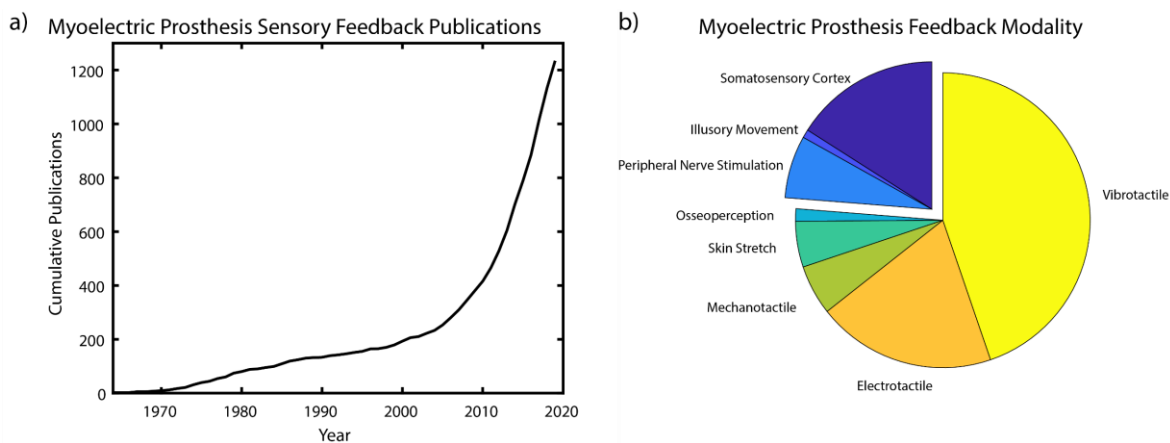 a)
Myoelectric Prosthesis Sensory Feedback Publications
1200
1000
800
600
400
200
0
Cumulative Publications
1970
1980
1990
2000
2010
2020
Year
b)
Myoelectric Prosthesis Feedback Modality
Somatosensory Cortex
Illusory Movement
Peripheral Nerve Stimulation
Osseoperception
Skin Stretch
Mechanotactile
Electrotactile
Vibrotactile